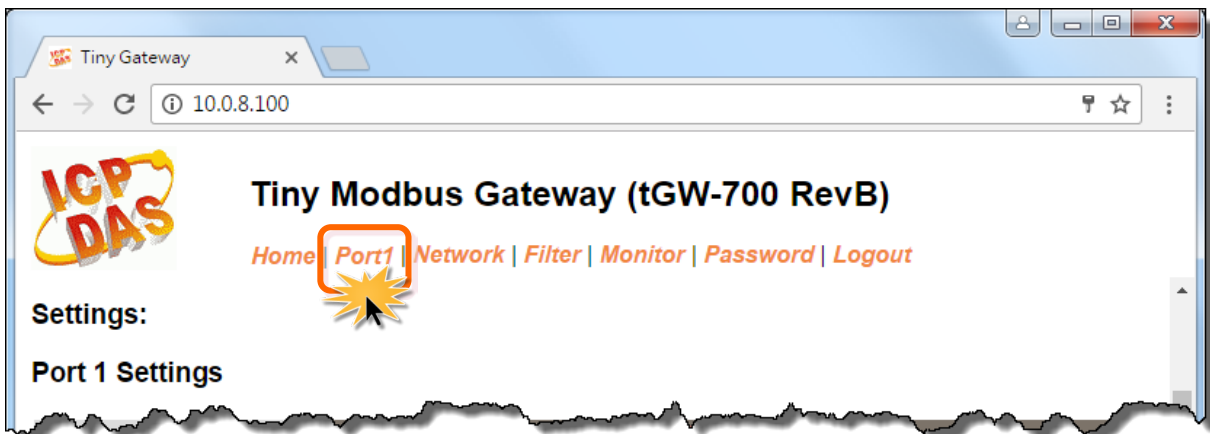 Tiny Gateway
10.0.8.100
ICP
DAS
Tiny Modbus Gateway (tGW-700 RevB)
Home | Port1 | Network | Filter | Monitor | Password | Logout
Settings:
Port 1 Settings